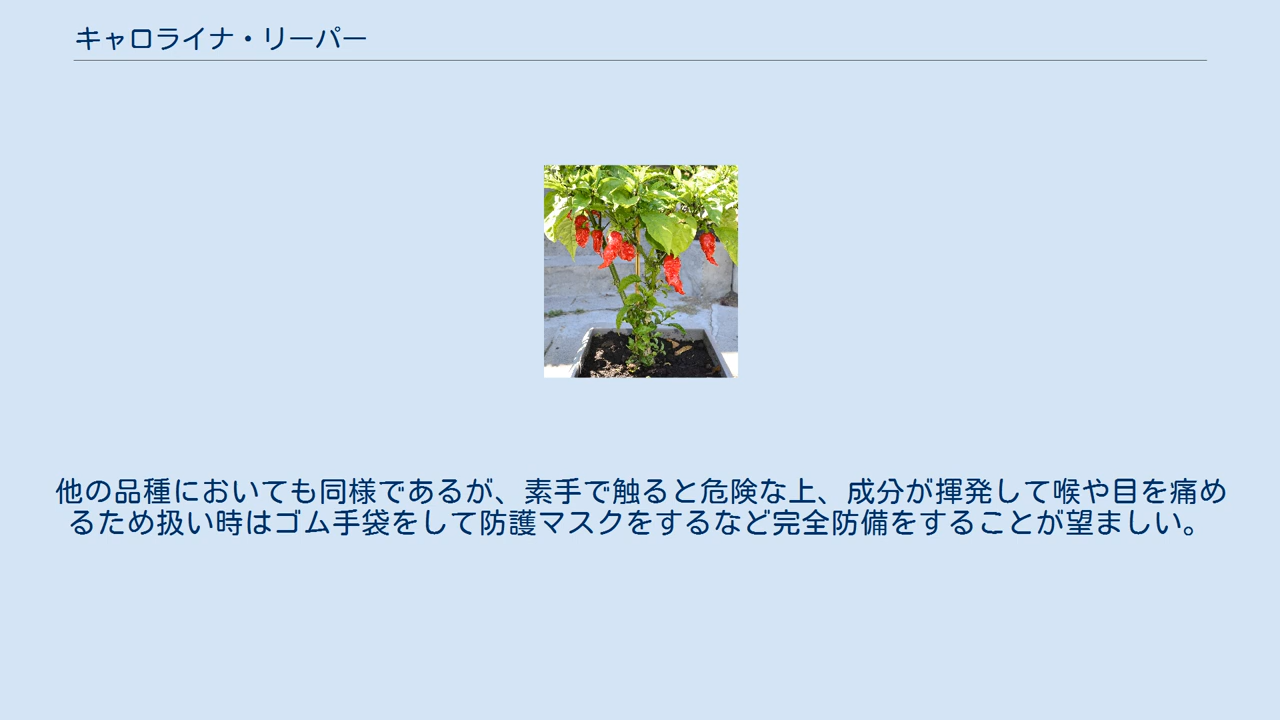 キャロライナ・リーパー
他の品種においても同様であるが、素手で触ると危険な上、成分が揮発して喉や目を痛め
るため扱い時はゴム手袋をして防護マスクをするなど完全防備をすることが望ましい。